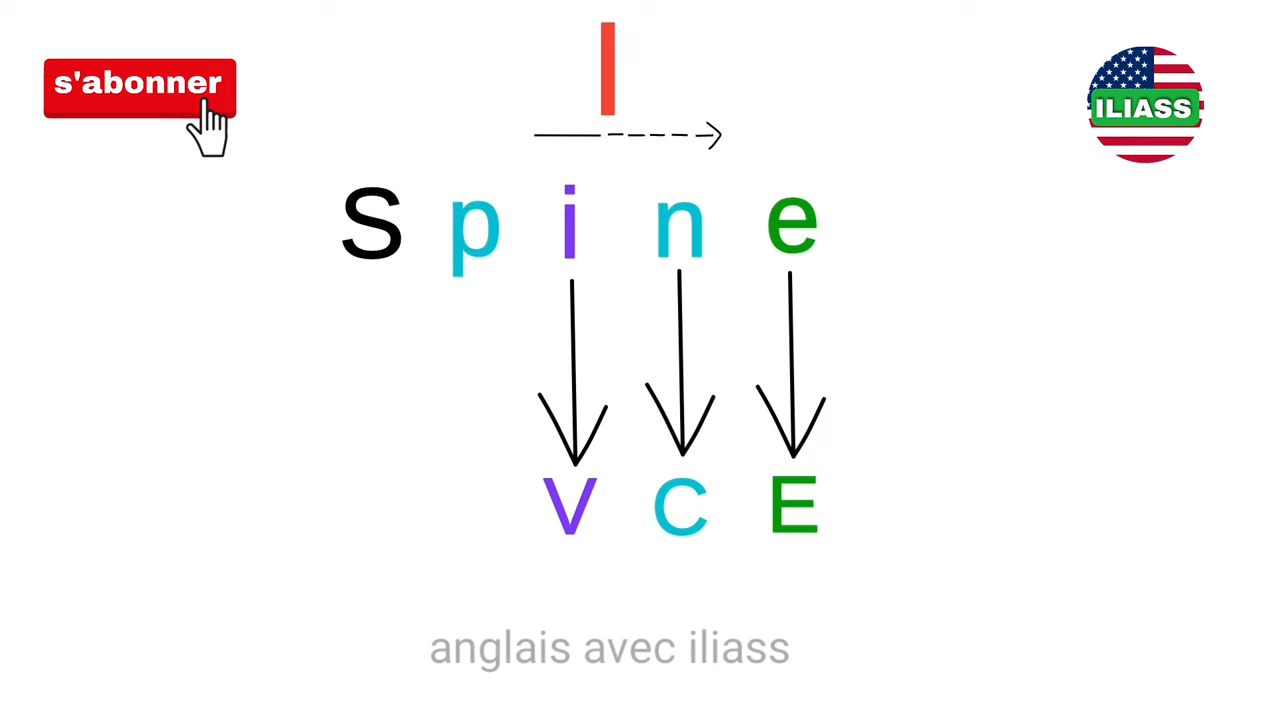 I
s'abonner
ILIASS
S p i n e
V C E
anglais avec iliass